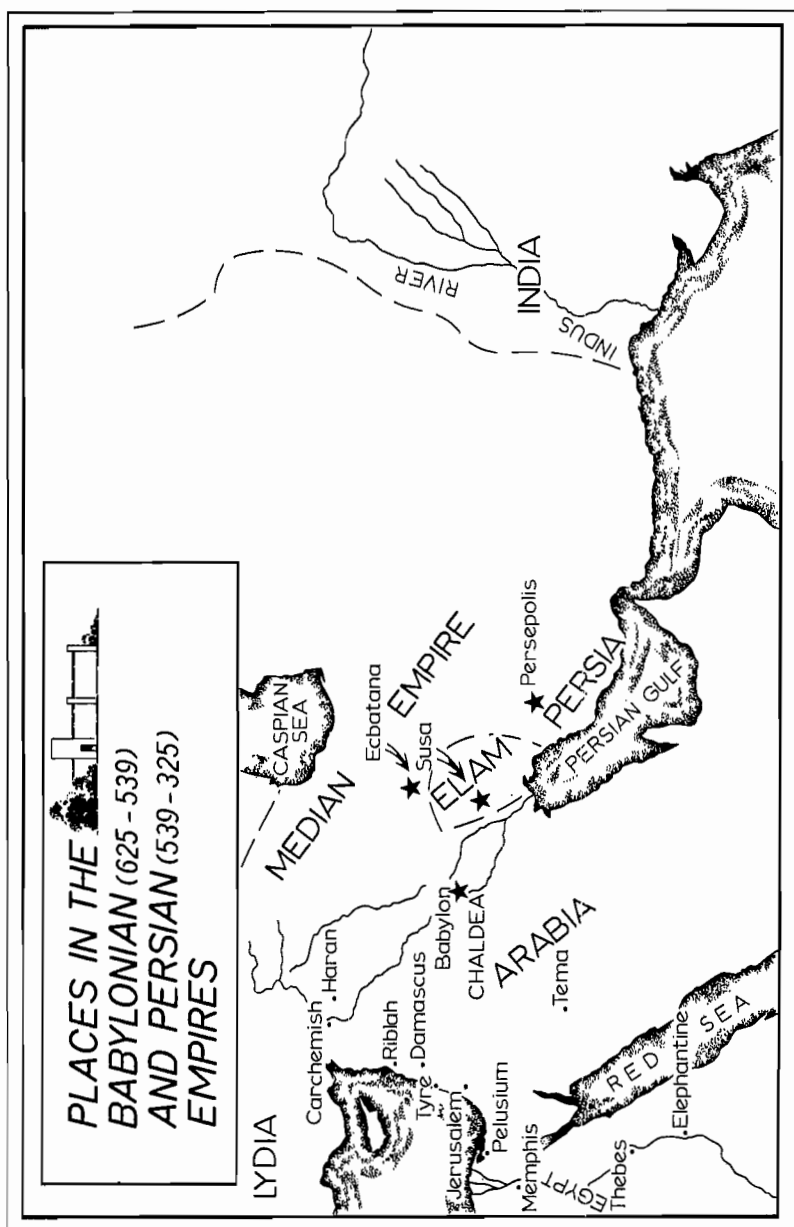 PLACES IN THE
BABYLONIAN (625-539)
AND PERSIAN (539-325)
EMPIRES
LYDIA
CASPIAN
SEA
MEDIAN
EMPIRE
Carchemish
Haran
Ecbatana
Susa
ELAM
Riblah
Damascus
Tyre
Babylon
CHALDEA
Jerusalem
Pelusium
ARABIA
Persepolis
PERSIA
PERSIAN GULF
Memphis
EGYPT
Tema
Thebes
RED SEA
Elephantine
RIVER
INDUS
INDIA